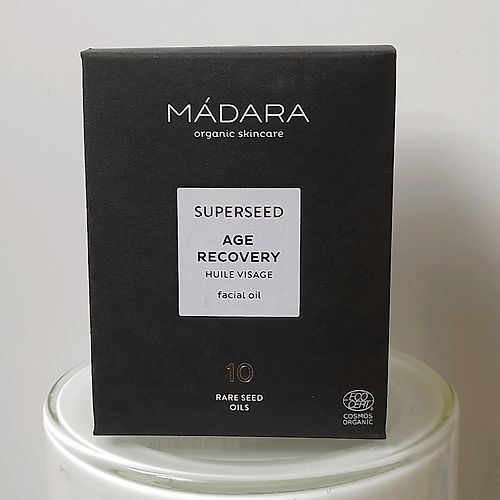 MÁDARA
organic skincare
SUPERSEED
AGE
RECOVERY
HUILE VISAGE
facial oil
10
RARE SEED
OILS
ECO
CERT
COSMOS
ORGANIC